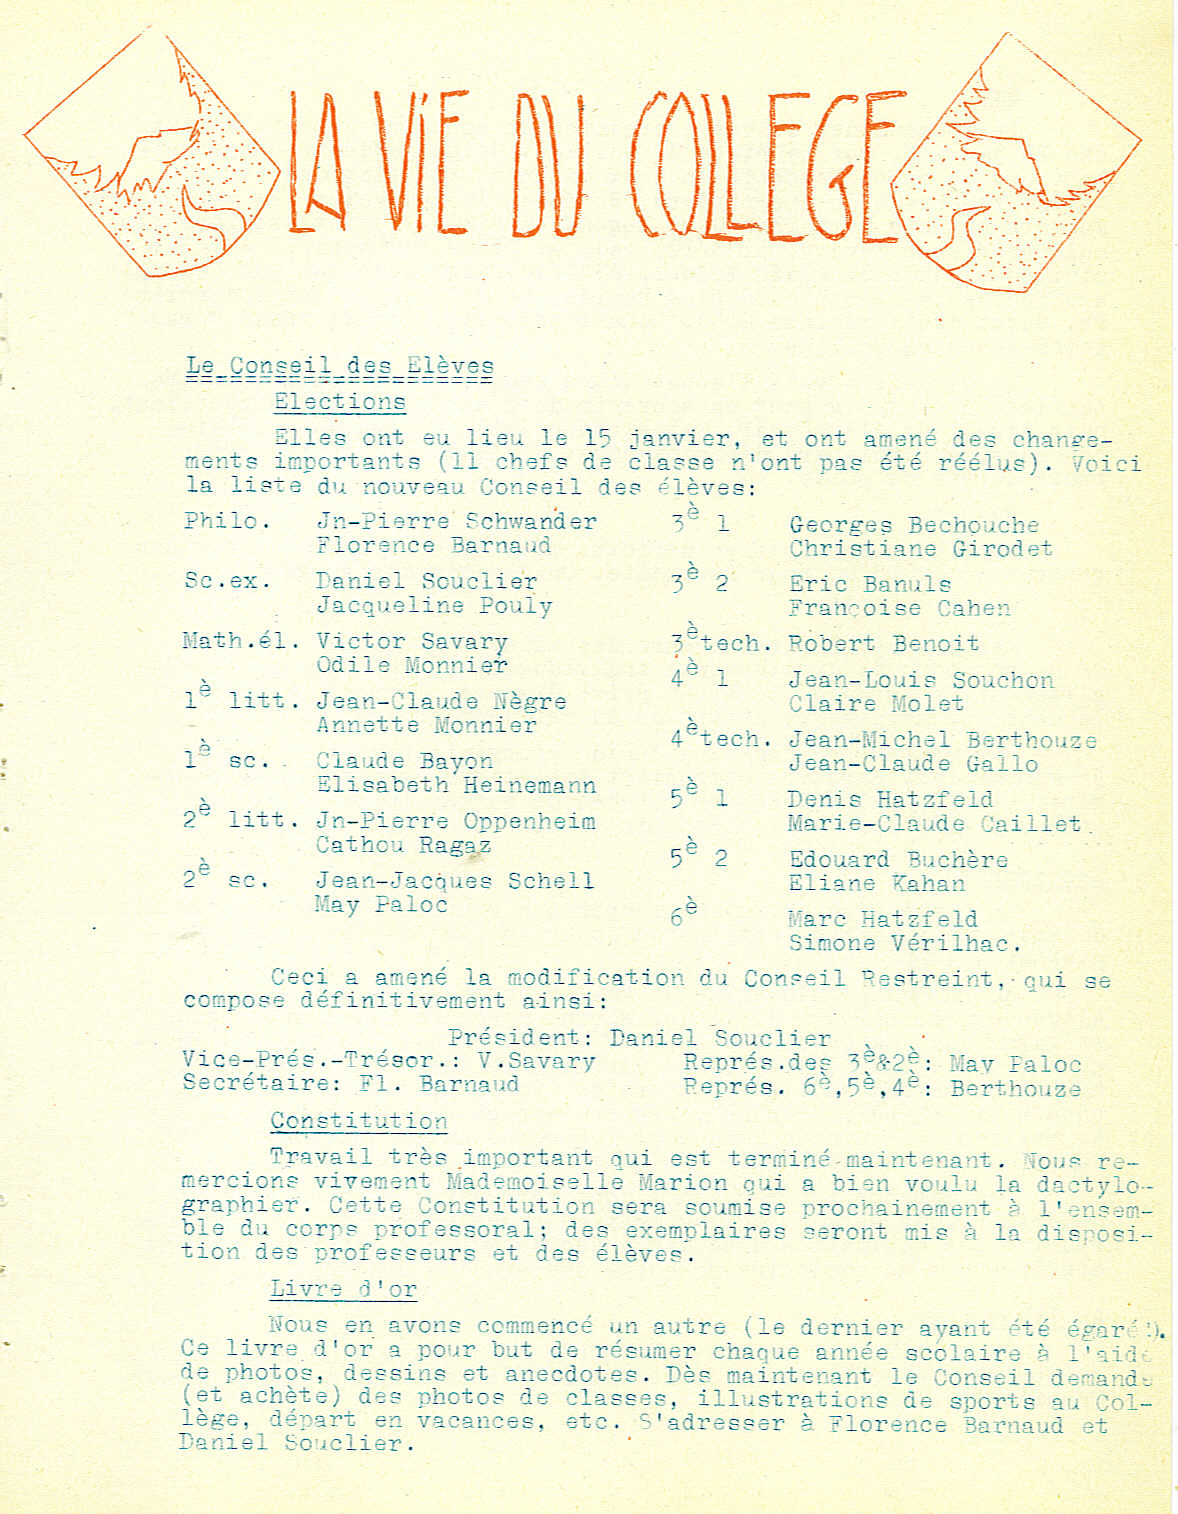 LA VIE DU COLLEGE
Le Conseil des Elèves
Elections
Elles ont eu lieu le 15 janvier, et ont amené des change-
ments importants (11 chefs de classe n'ont pas été réélus). Voici
la liste du nouveau Conseil des élèves:
Philo. Jn-Pierre Schwander
Florence Barnaud
Sc.ex. Daniel Souclier
Jacqueline Pouly
Math.él. Victor Savary
Odile Monnier
1è litt. Jean-Claude Nègre
Annette Monnier
1è sc. Claude Bayon
Elisabeth Heinemann
2è litt. Jn-Pierre Oppenheim
Cathou Ragaz
2è sc. Jean-Jacques Schell
May Paloc
3è 1 Georges Bechouche
Christiane Girodet
3è 2 Eric Banuls
Françoise Cahen
3ètech. Robert Benoit
4è 1 Jean-Louis Souchon
Claire Molet
4ètech. Jean-Michel Berthouze
Jean-Claude Gallo
5è 1 Denis Hatzfeld
Marie-Claude Caillet.
5è 2 Edouard Buchère
Eliane Kahan
6è Marc Hatzfeld
Simone Vérilhac.
Ceci a amené la modification du Conseil Restreint, qui se
compose définitivement ainsi:
Président: Daniel Souclier
Vice-Prés.-Trésor.: V.Savary Représ.des 3è&2è: May Paloc
Secrétaire: Fl. Barnaud Représ. 6è,5è,4è: Berthouze
Constitution
Travail très important qui est terminé maintenant. Nous re-
mercions vivement Mademoiselle Marion qui a bien voulu la dactylo-
graphier. Cette Constitution sera soumise prochainement à l'ensem-
ble du corps professoral; des exemplaires seront mis à la disposi-
tion des professeurs et des élèves.
Livre d'or
Nous en avons commencé un autre (le dernier ayant été égaré!).
Ce livre d'or a pour but de résumer chaque année scolaire à l'aide
de photos, dessins et anecdotes. Dès maintenant le Conseil demande
(et achète) des photos de classes, illustrations de sports au Col-
lège, départ en vacances, etc. S'adresser à Florence Barnaud et
Daniel Souclier.